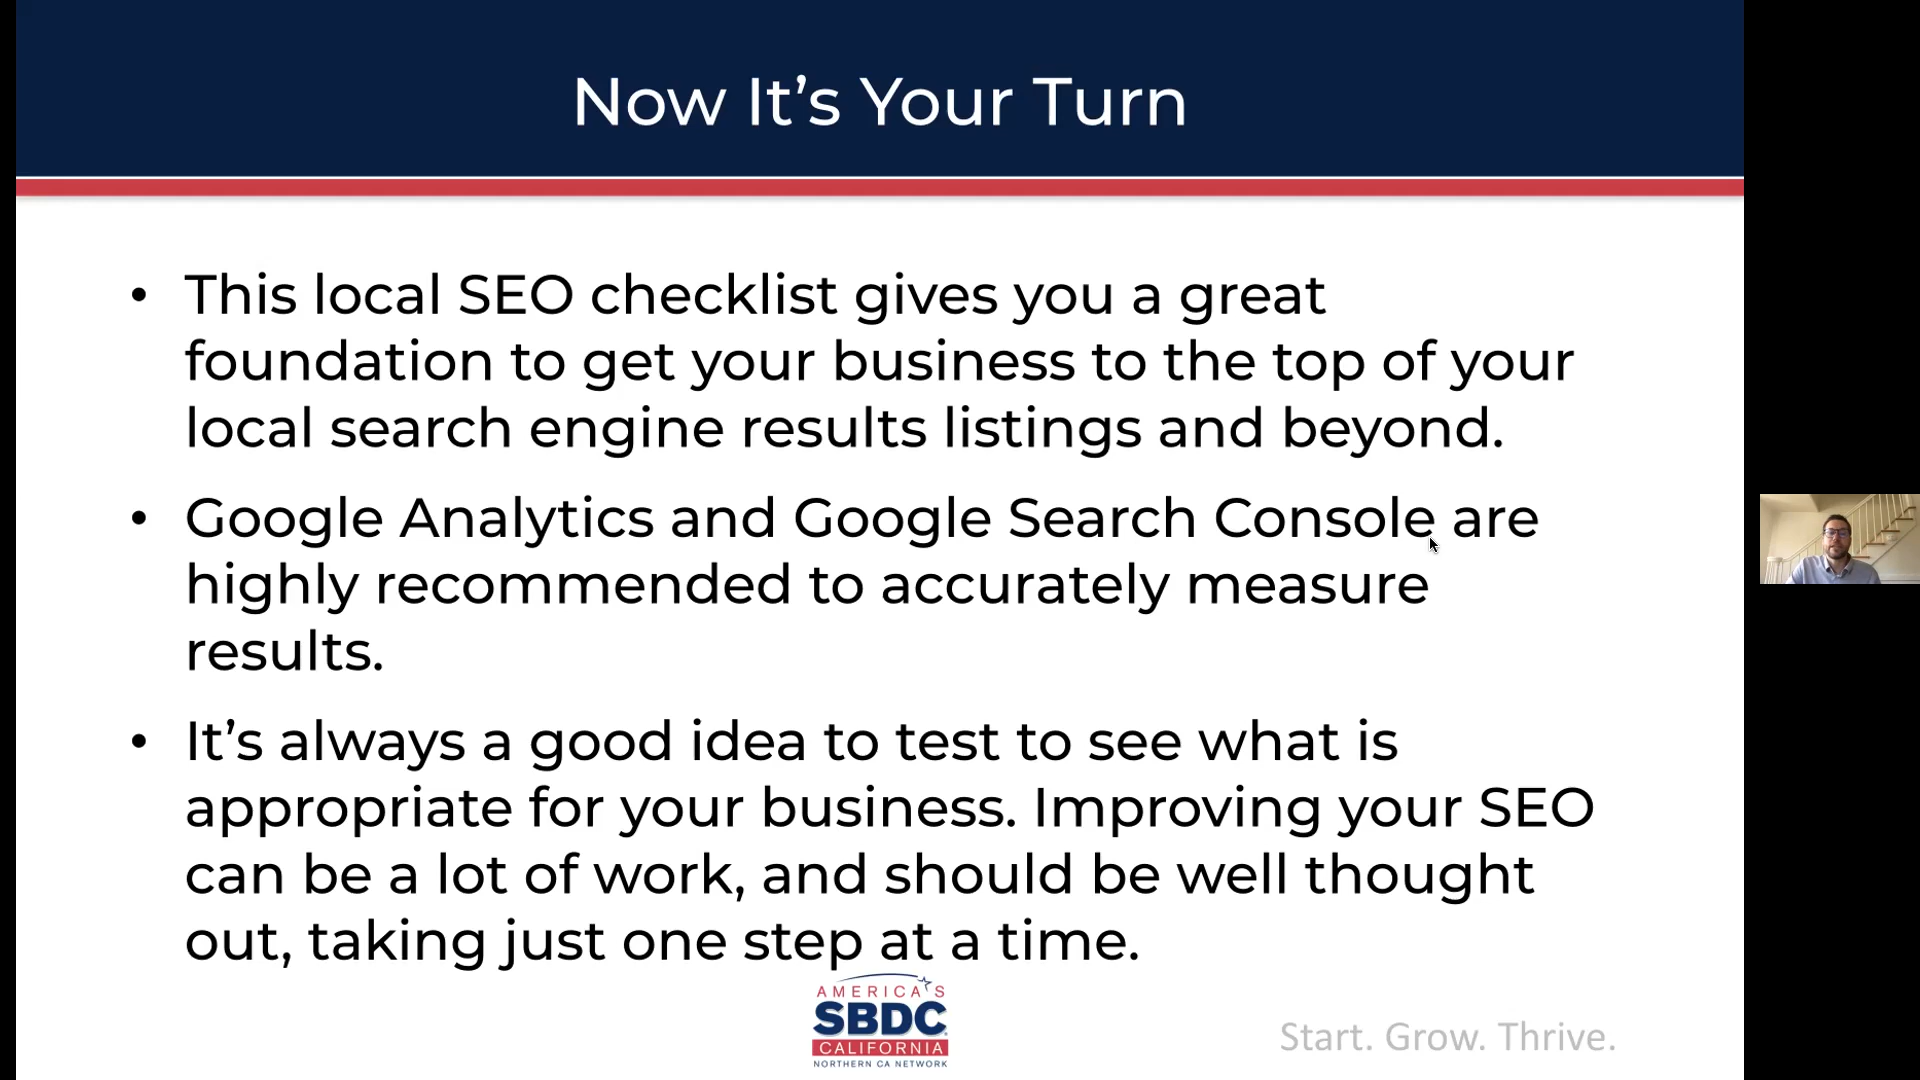 Now It’s Your Turn
• This local SEO checklist gives you a great
foundation to get your business to the top of your
local search engine results listings and beyond.
• Google Analytics and Google Search Console are
highly recommended to accurately measure
results.
• It’s always a good idea to test to see what is
appropriate for your business. Improving your SEO
can be a lot of work, and should be well thought
out, taking just one step at a time.
AMERICA'S
SBDC
CALIFORNIA
NORTHERN CA NETWORK
Start. Grow. Thrive.